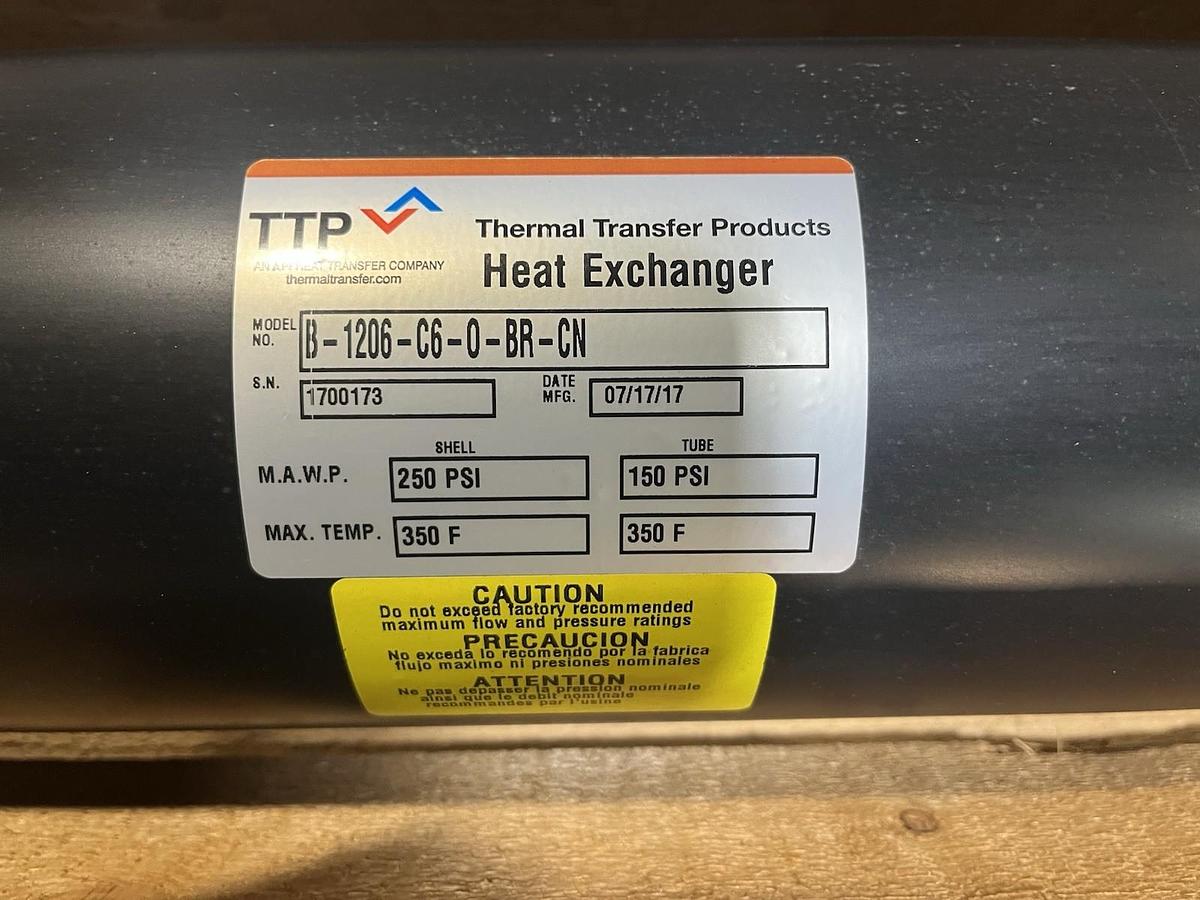 TTP
AN API HEAT TRANSFER COMPANY
thermaltransfer.com
Thermal Transfer Products
Heat Exchanger
MODEL NO. B-1206-C6-O-BR-CN
S.N. 1700173
DATE MFG. 07/17/17
SHELL TUBE
M.A.W.P. 250 PSI 150 PSI
MAX. TEMP. 350 F 350 F
CAUTION
Do not exceed factory recommended
maximum flow and pressure ratings
PRECAUCION
No exceda lo recomendo por la fabrica
flujo maximo ni presiones nominales
ATTENTION
Ne pas depasser la pression nominale
ainsi que le debit nominale
recommandes par l'usine